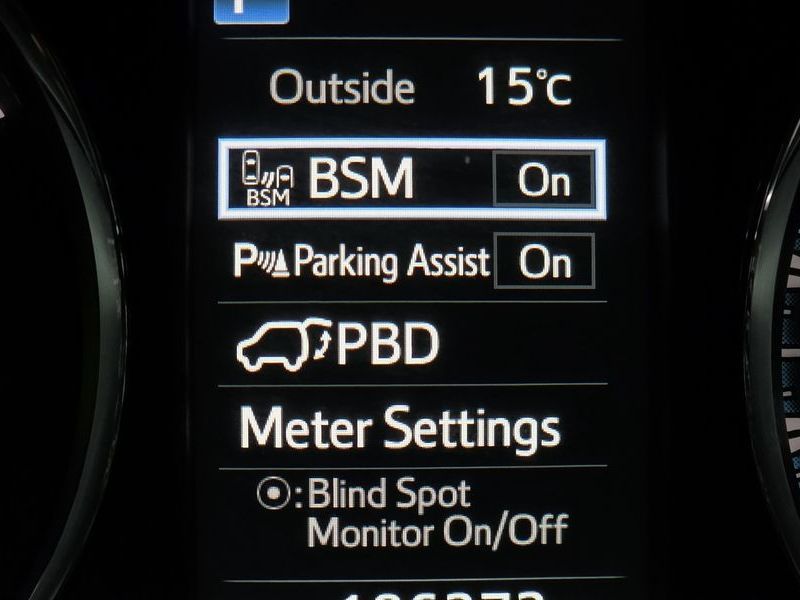 Outside 15°C
BSM BSM On
P Parking Assist On
PBD
Meter Settings
⦿: Blind Spot
Monitor On/Off